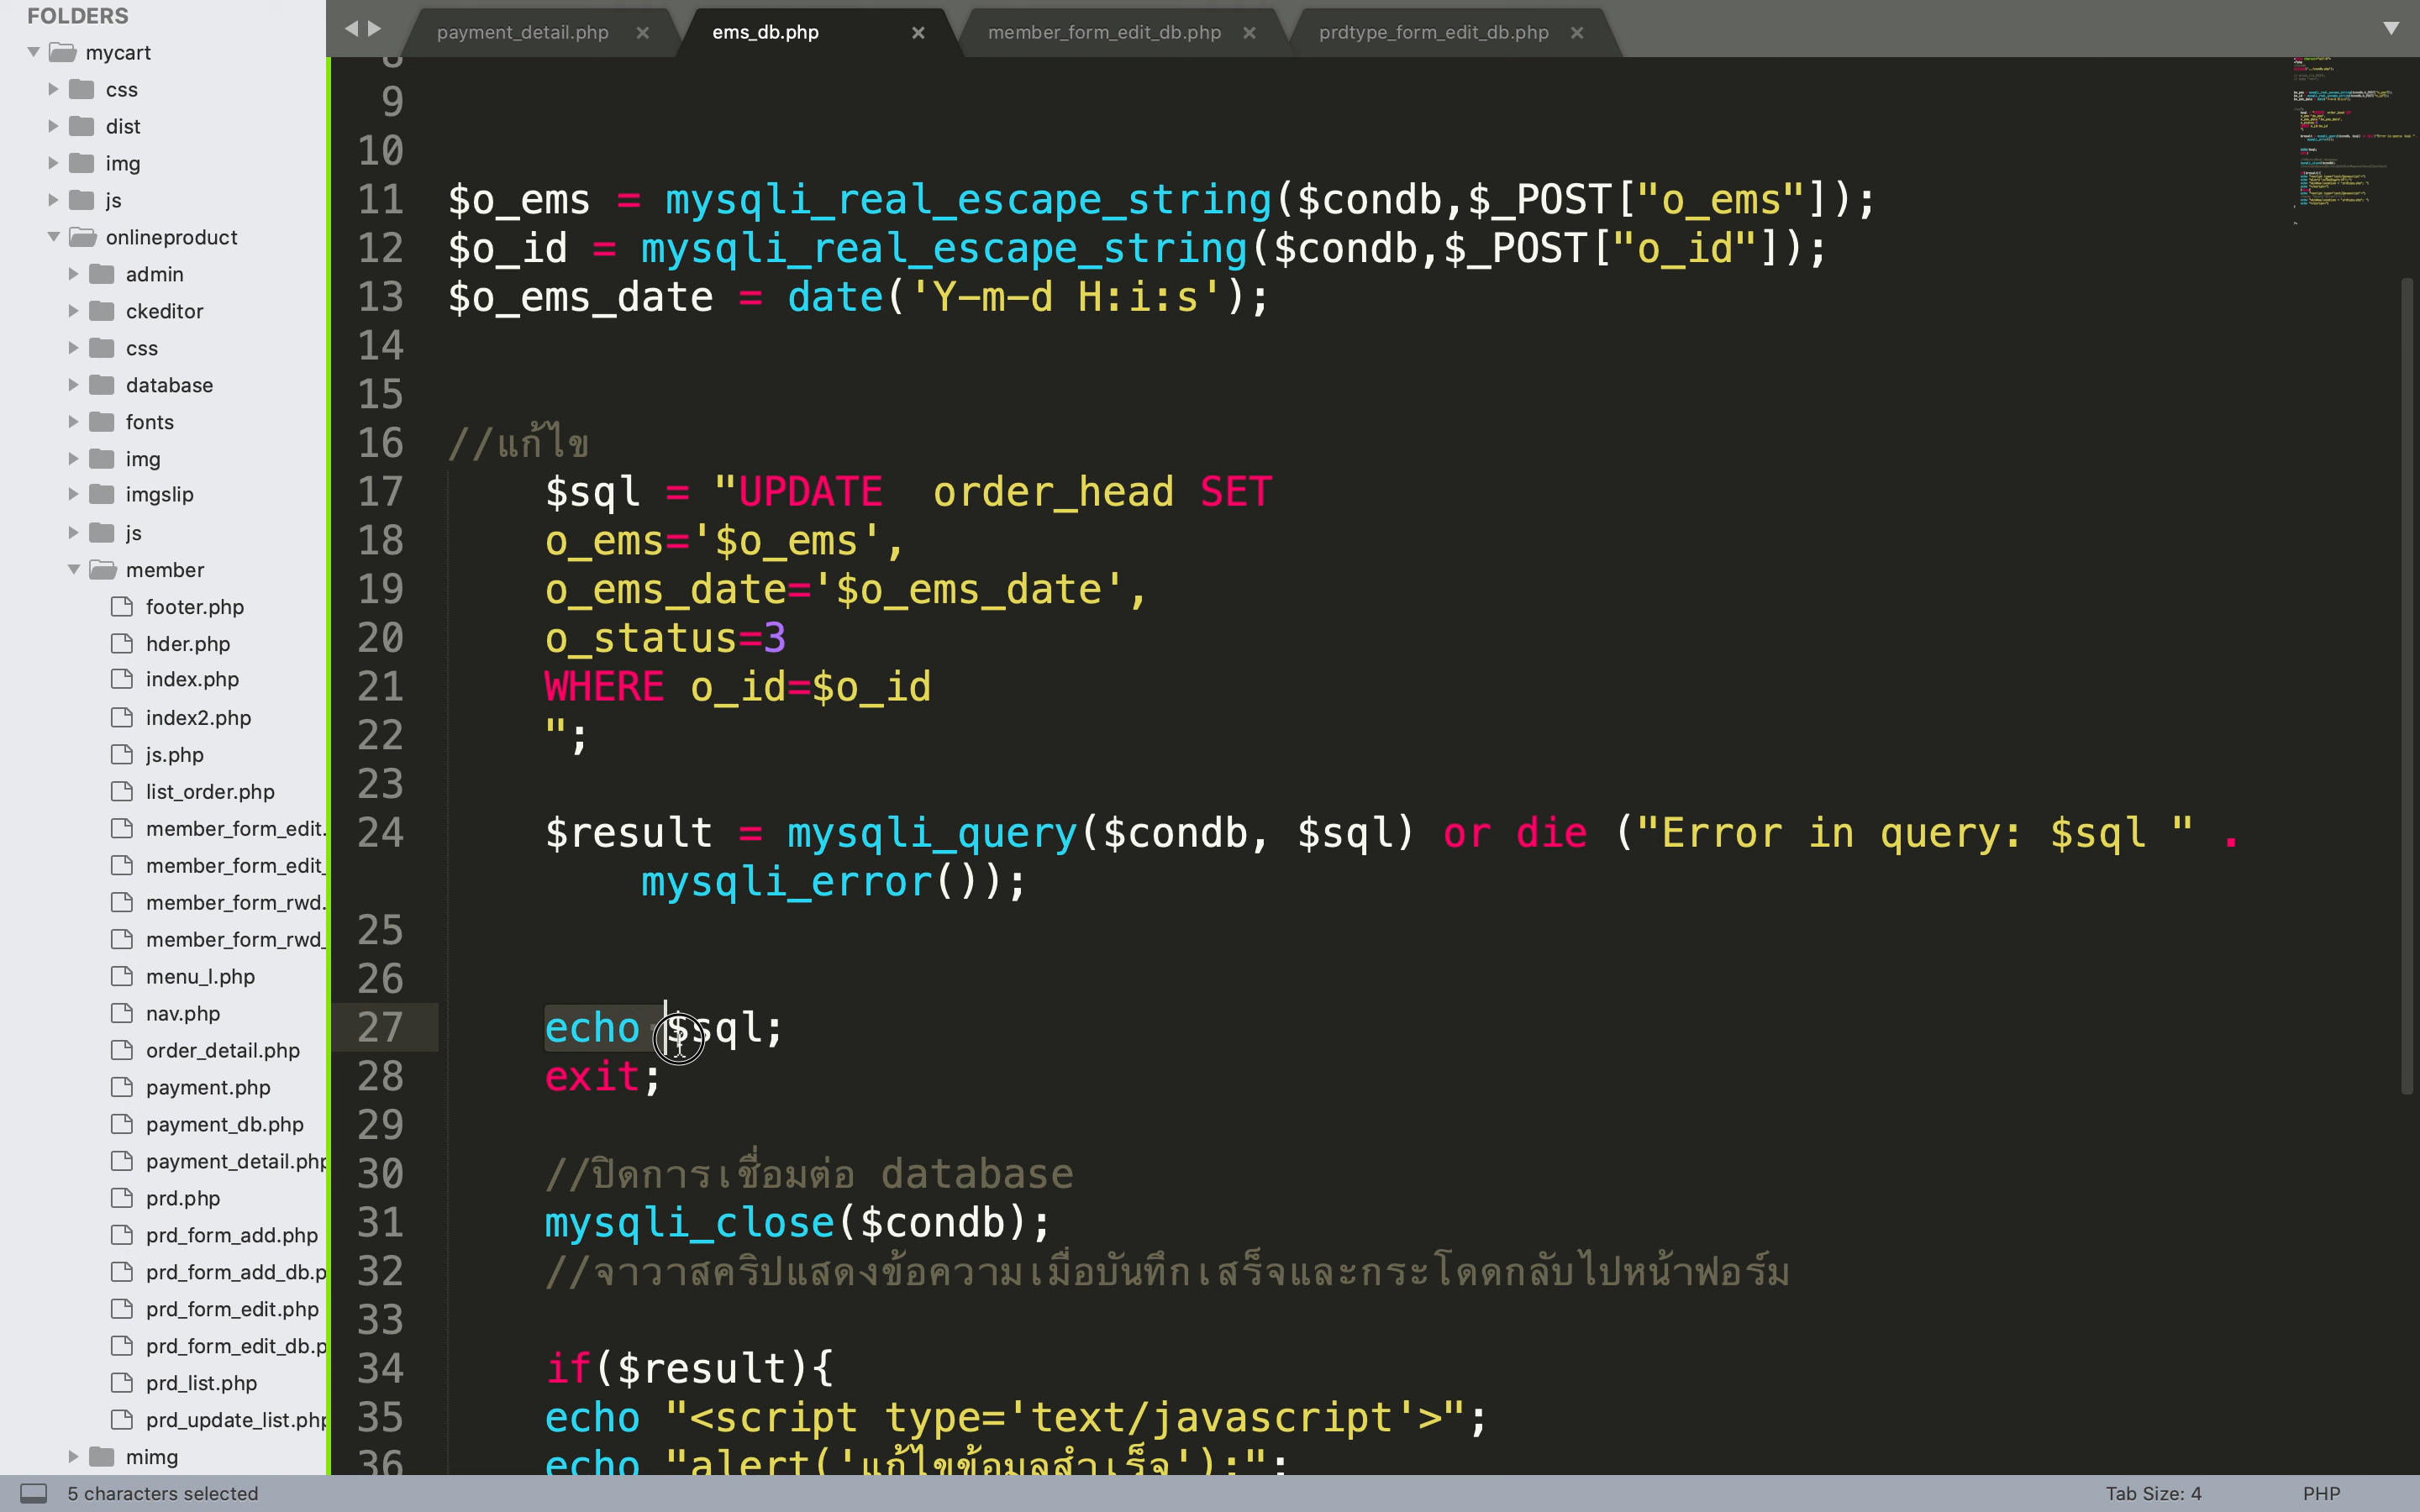 FOLDERS
mycart
css
dist
img
js
onlineproduct
admin
ckeditor
css
database
fonts
img
imgslip
js
member
footer.php
hder.php
index.php
index2.php
js.php
list_order.php
member_form_edit.
member_form_edit_
member_form_rwd.
member_form_rwd_
menu_l.php
nav.php
order_detail.php
payment.php
payment_db.php
payment_detail.php
prd.php
prd_form_add.php
prd_form_add_db.p
prd_form_edit.php
prd_form_edit_db.p
prd_list.php
prd_update_list.php
mimg
payment_detail.php ems_db.php member_form_edit_db.php prdtype_form_edit_db.php
8
9
10
11 $o_ems = mysqli_real_escape_string($condb,$_POST["o_ems"]);
12 $o_id = mysqli_real_escape_string($condb,$_POST["o_id"]);
13 $o_ems_date = date('Y-m-d H:i:s');
14
15
16 //แก้ไข
17 $sql = "UPDATE  order_head SET
18 o_ems='$o_ems',
19 o_ems_date='$o_ems_date',
20 o_status=3
21 WHERE o_id=$o_id
22 ";
23
24 $result = mysqli_query($condb, $sql) or die ("Error in query: $sql " .
mysqli_error());
25
26
27 echo $sql;
28 exit;
29
30 //ปิดการเชื่อมต่อ database
31 mysqli_close($condb);
32 //จาวาสคริปแสดงข้อความเมื่อบันทึกเสร็จและกระโดดกลับไปหน้าฟอร์ม
33
34 if($result){
35 echo "<script type='text/javascript'>";
36 echo "alert('แก้ไขข้อมูลสำเร็จ');";
5 characters selected
Tab Size: 4
PHP